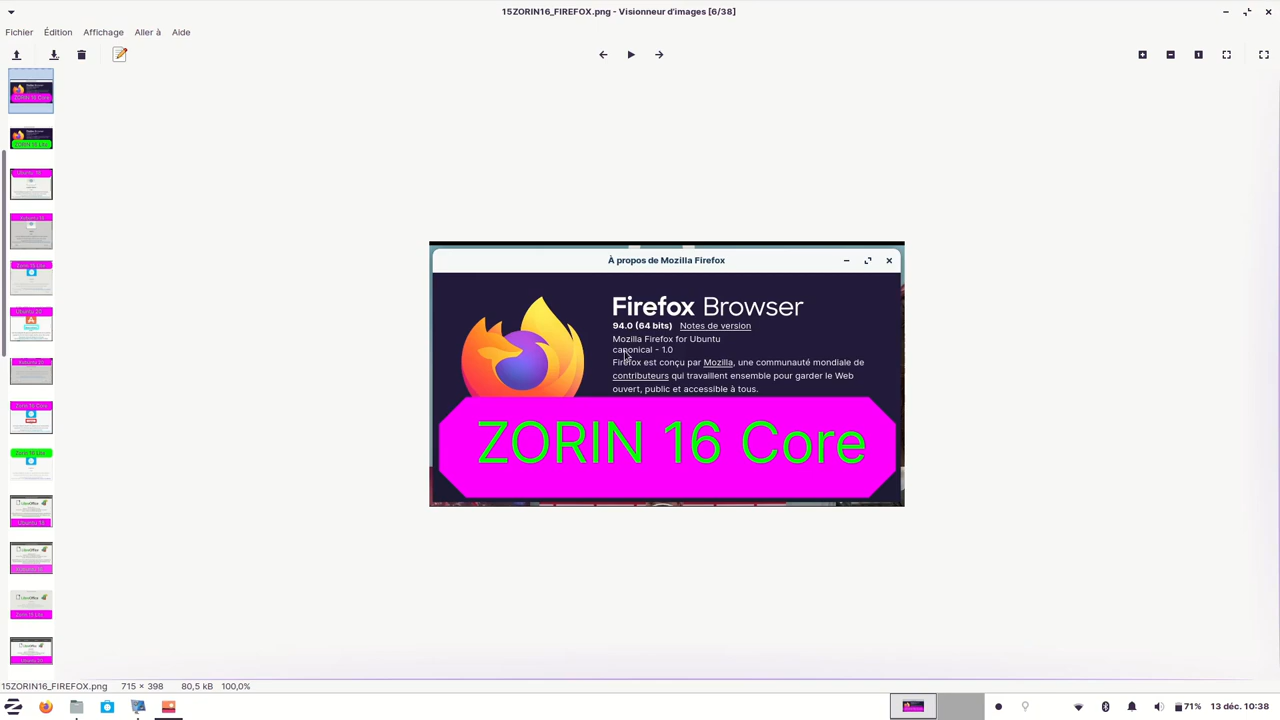 15ZORIN16_FIREFOX.png - Visionneur d'images [6/38]
Fichier Édition Affichage Aller à Aide
À propos de Mozilla Firefox
Firefox Browser
94.0 (64 bits) Notes de version
Mozilla Firefox for Ubuntu
canonical - 1.0
Firefox est conçu par Mozilla, une communauté mondiale de
contributeurs qui travaillent ensemble pour garder le Web
ouvert, public et accessible à tous.
ZORIN 16 Core
15ZORIN16_FIREFOX.png 715 × 398 80,5 kB 100,0%
71% 13 déc. 10:38